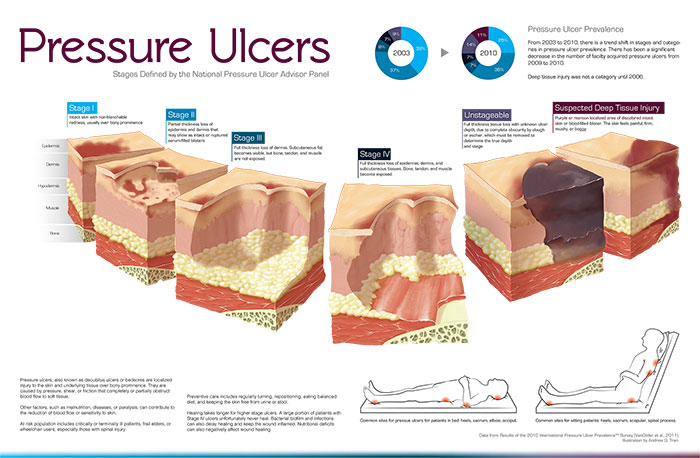 Pressure Ulcers
Stages Defined by the National Pressure Ulcer Advisor Panel
9%
7%
8%
37%
2003
11%
14%
7%
7%
2010
Pressure Ulcer Prevalence
From 2003 to 2010, there is a trend shift in stages and catego-
ries in pressure ulcer prevalence. There has been a significant
decrease in the number of facility acquired pressure ulcers from
2009 to 2010.
Deep tissue injury was not a category until 2006.
Stage I
Intact skin with non-blanchable
redness, usually over bony prominence
Stage II
Partial thickness loss of
epidermis and dermis that
may show as intact or ruptured
serum-filled blisters
Stage III
Full thickness loss of dermis. Subcutaneous fat
becomes visible, but bone, tendon, and muscle
are not exposed.
Stage IV
Full thickness loss of epidermis, dermis, and
subcutaneous tissues. Bone, tendon, and muscle
become exposed.
Unstageable
Full thickness tissue loss with unknown ulcer
depth, due to complete obscurity by slough
or eschar, which must be removed to
determine the true depth
and stage
Suspected Deep Tissue Injury
Purple or maroon localized area of discolored intact
skin or blood-filled blister. The skin feels painful, firm,
mushy, or boggy
Epidermis
Dermis
Hypodermis
Muscle
Bone
Pressure ulcers, also known as decubitus ulcers or bedsores are localized
injury to the skin and underlying tissue over bony prominence. They are
caused by pressure, shear, or friction that completely or partially obstruct
blood flow to soft tissue.
Other factors, such as malnutrition, diseases, or paralysis, can contribute to
the reduction of blood flow or sensitivity to skin.
At risk population includes critically or terminally ill patients, frail elders, or
wheelchair users, especially those with spinal injury.
Preventive care includes regularly turning, repositioning, eating balanced
diet, and keeping the skin free from urine or stool.
Healing takes longer for higher stage ulcers. A large portion of patients with
Stage IV ulcers unfortunately never heal. Bacterial biofilm and infections
can also delay healing and keep the wound inflamed. Nutritional deficits
can also negatively affect wound healing.
Common sites for pressure ulcers for patients in bed: heels, sacrum, elbow, occiput.
Common sites for sitting patients: heels, sacrum, scapular, spinal process.
Data from Results of the 2010 International Pressure Ulcer Prevalence™ Survey (VanGilder et al., 2011).
Illustration by Andrew S. Tran